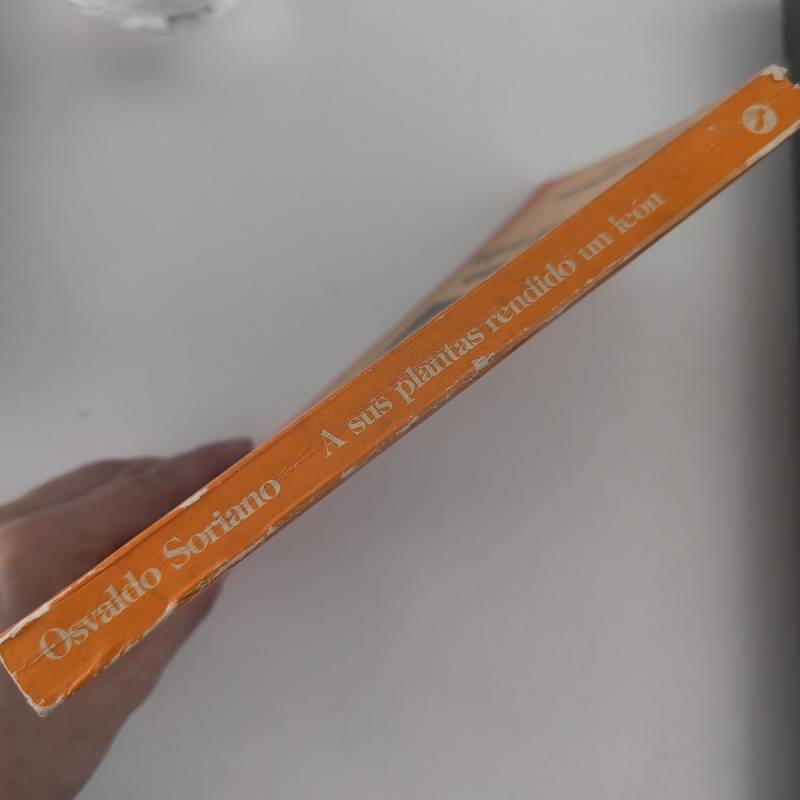 Osvaldo Soriano A sus plantas rendido un león